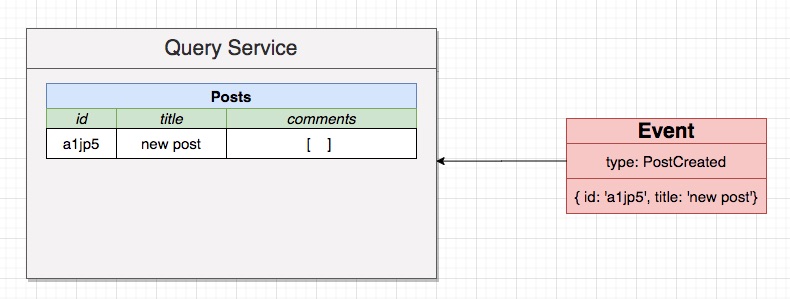 Query Service
Posts
id title comments
a1jp5 new post [ ]
Event
type: PostCreated
{ id: 'a1jp5', title: 'new post'}